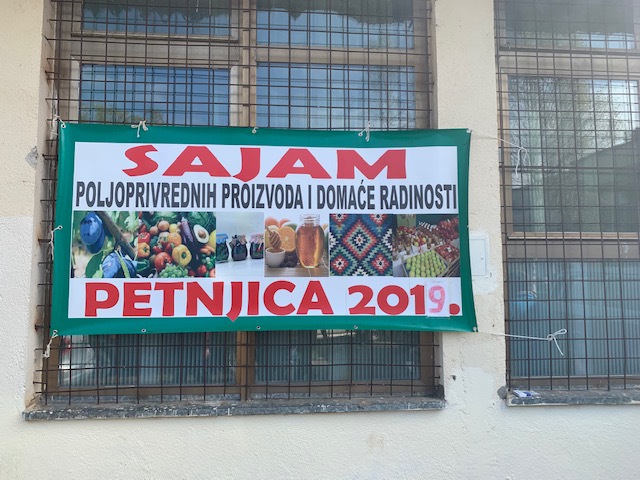 SAJAM
POLJOPRIVREDNIH PROIZVODA I DOMAĆE RADINOSTI
PETNJICA 2019.